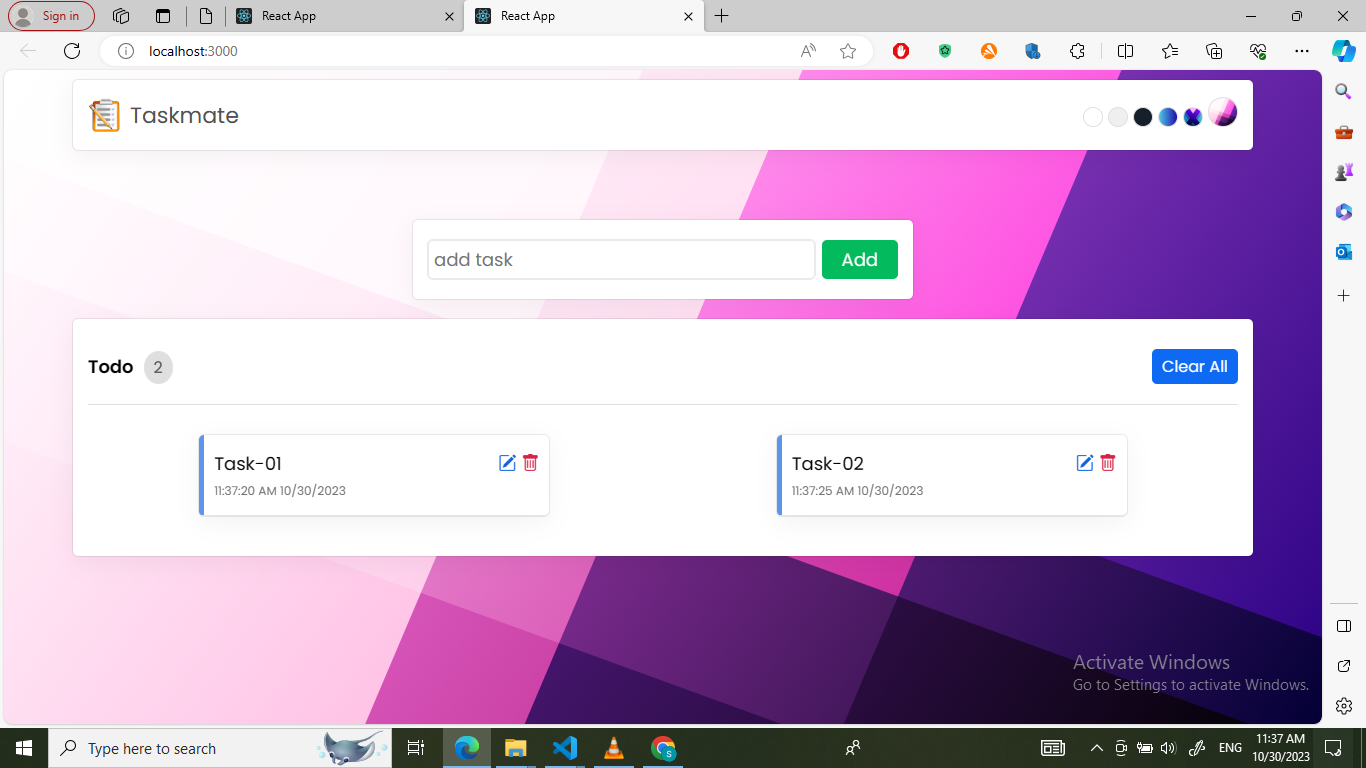 Sign in
React App
React App
localhost:3000
Taskmate
add task
Add
Todo 2
Clear All
Task-01
11:37:20 AM 10/30/2023
Task-02
11:37:25 AM 10/30/2023
Activate Windows
Go to Settings to activate Windows.
Type here to search
ENG
11:37 AM
10/30/2023